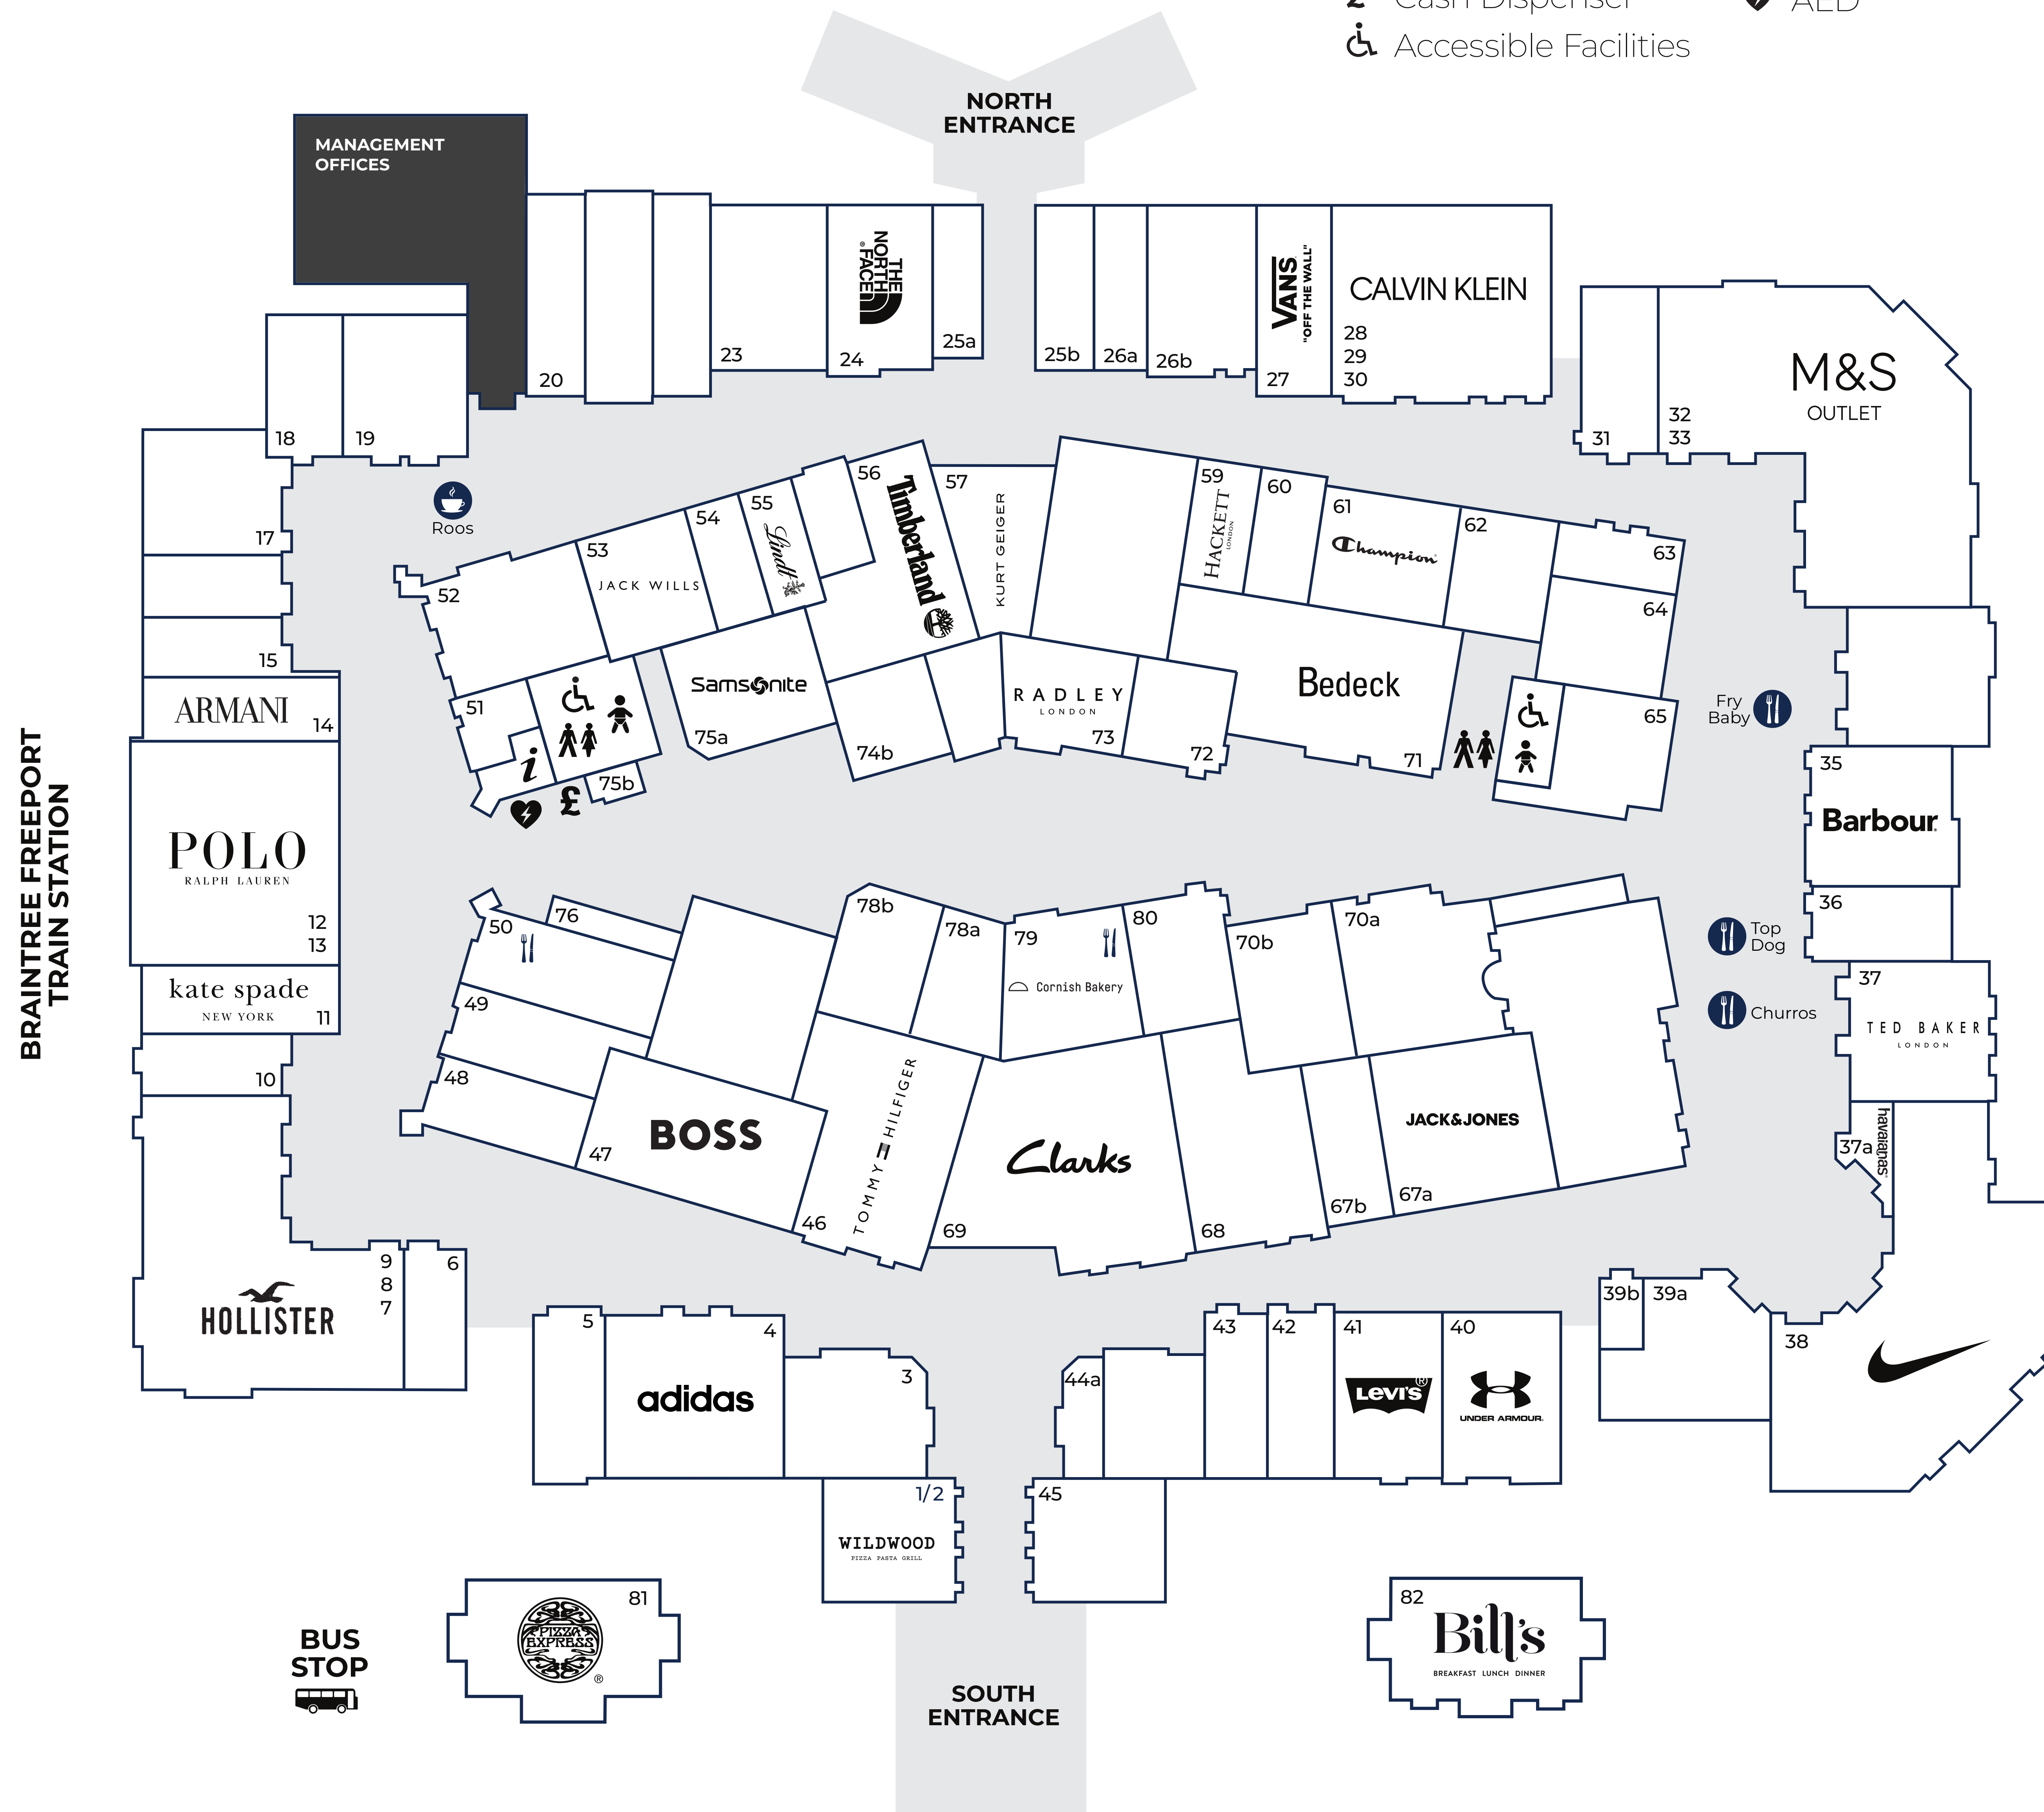 Cash Dispenser
AED
Accessible Facilities
NORTH
ENTRANCE
MANAGEMENT
OFFICES
THE
NORTH
FACE®
VANS
"OFF THE WALL"
CALVIN KLEIN
28
29
30
20
23
24
25a
25b
26a
26b
27
M&S
OUTLET
31
32
33
18
19
17
15
ARMANI
14
POLO
RALPH LAUREN
12
13
kate spade
NEW YORK
11
10
HOLLISTER
9
8
7
6
BRAINTREE FREEPORT
TRAIN STATION
Roos
52
53
JACK WILLS
54
55
Lindt
56
Timberland
57
KURT GEIGER
59
HACKETT
LONDON
60
61
Champion
62
63
64
65
51
i
£
75b
Samsonite
75a
74b
RADLEY
LONDON
73
72
Bedeck
71
Fry
Baby
35
Barbour
36
Top
Dog
Churros
37
TED BAKER
LONDON
37a
havaianas
50
76
49
48
47
BOSS
78b
78a
79
Cornish Bakery
80
70b
70a
46
TOMMY HILFIGER
69
Clarks
68
67b
67a
JACK&JONES
5
4
adidas
3
1/2
WILDWOOD
PIZZA PASTA GRILL
44a
45
43
42
41
LEVI'S®
40
UNDER ARMOUR
39b
39a
38
81
PIZZA
EXPRESS
®
BUS
STOP
SOUTH
ENTRANCE
82
Bill's
BREAKFAST LUNCH DINNER